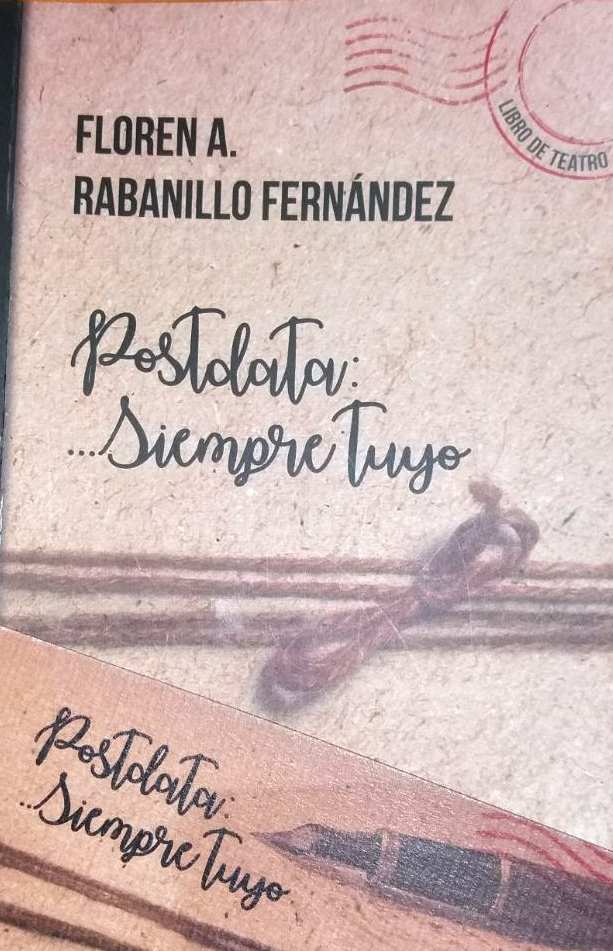 LIBRO DE TEATRO
FLOREN A.
RABANILLO FERNÁNDEZ
Postdata:
...Siempre Tuyo
Postdata:
...Siempre Tuyo